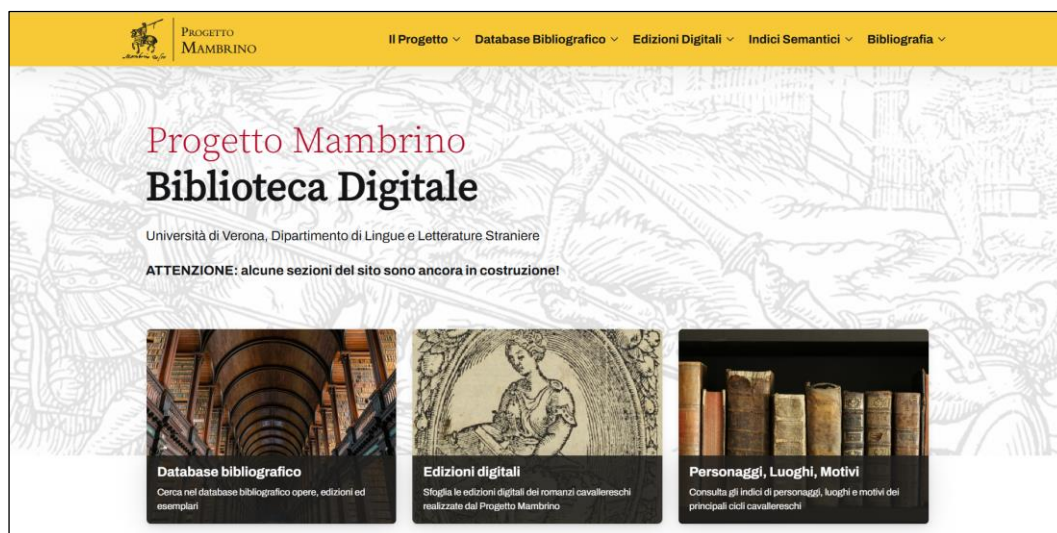 PROGETTO
MAMBRINO
Il Progetto
Database Bibliografico
Edizioni Digitali
Indici Semantici
Bibliografia
Progetto Mambrino
Biblioteca Digitale
Università di Verona, Dipartimento di Lingue e Letterature Straniere
ATTENZIONE: alcune sezioni del sito sono ancora in costruzione!
Database bibliografico
Cerca nel database bibliografico opere, edizioni ed
esemplari
Edizioni digitali
Sfoglia le edizioni digitali dei romanzi cavallereschi
realizzate dal Progetto Mambrino
Personaggi, Luoghi, Motivi
Consulta gli indici di personaggi, luoghi e motivi dei
principali cicli cavallereschi